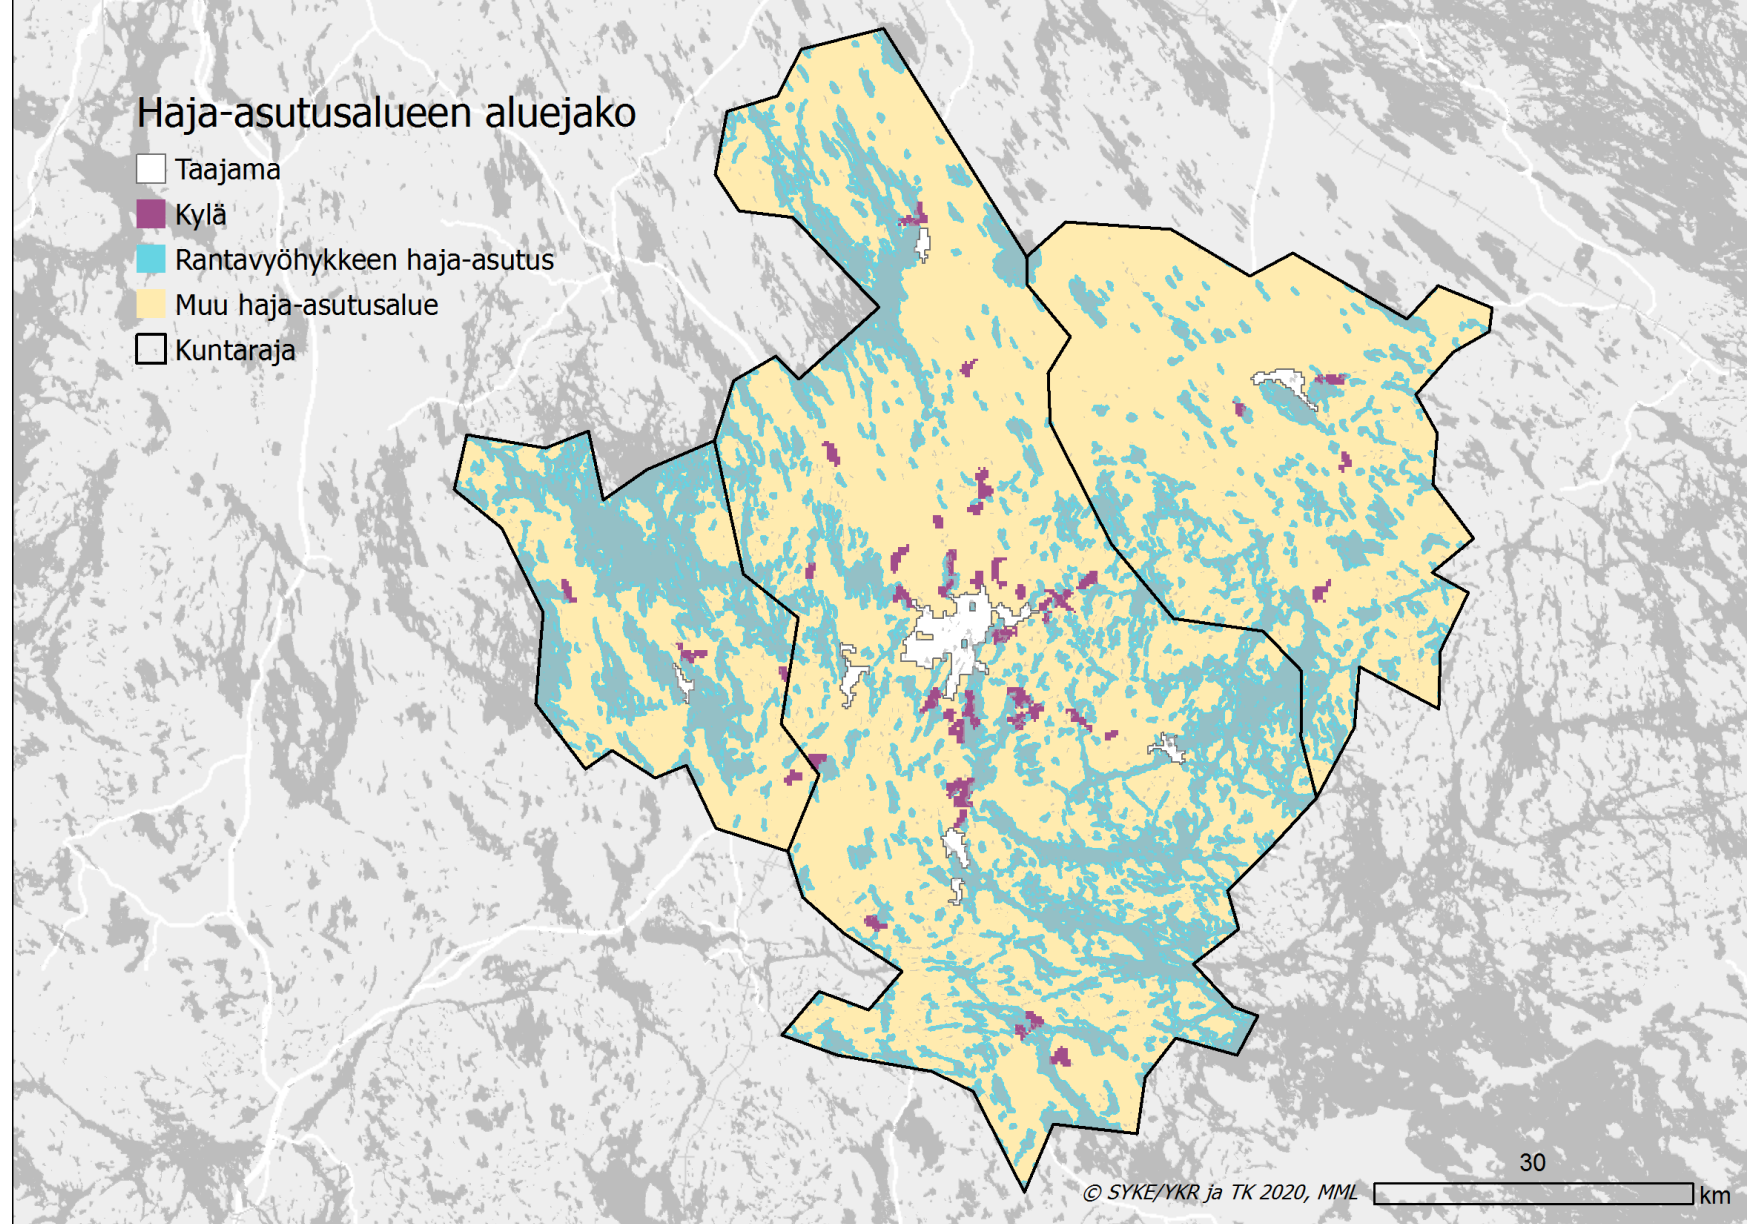 Haja-asutusalueen aluejako
Taajama
Kylä
Rantavyöhykkeen haja-asutus
Muu haja-asutusalue
Kuntaraja
30
© SYKE/YKR ja TK 2020, MML
km